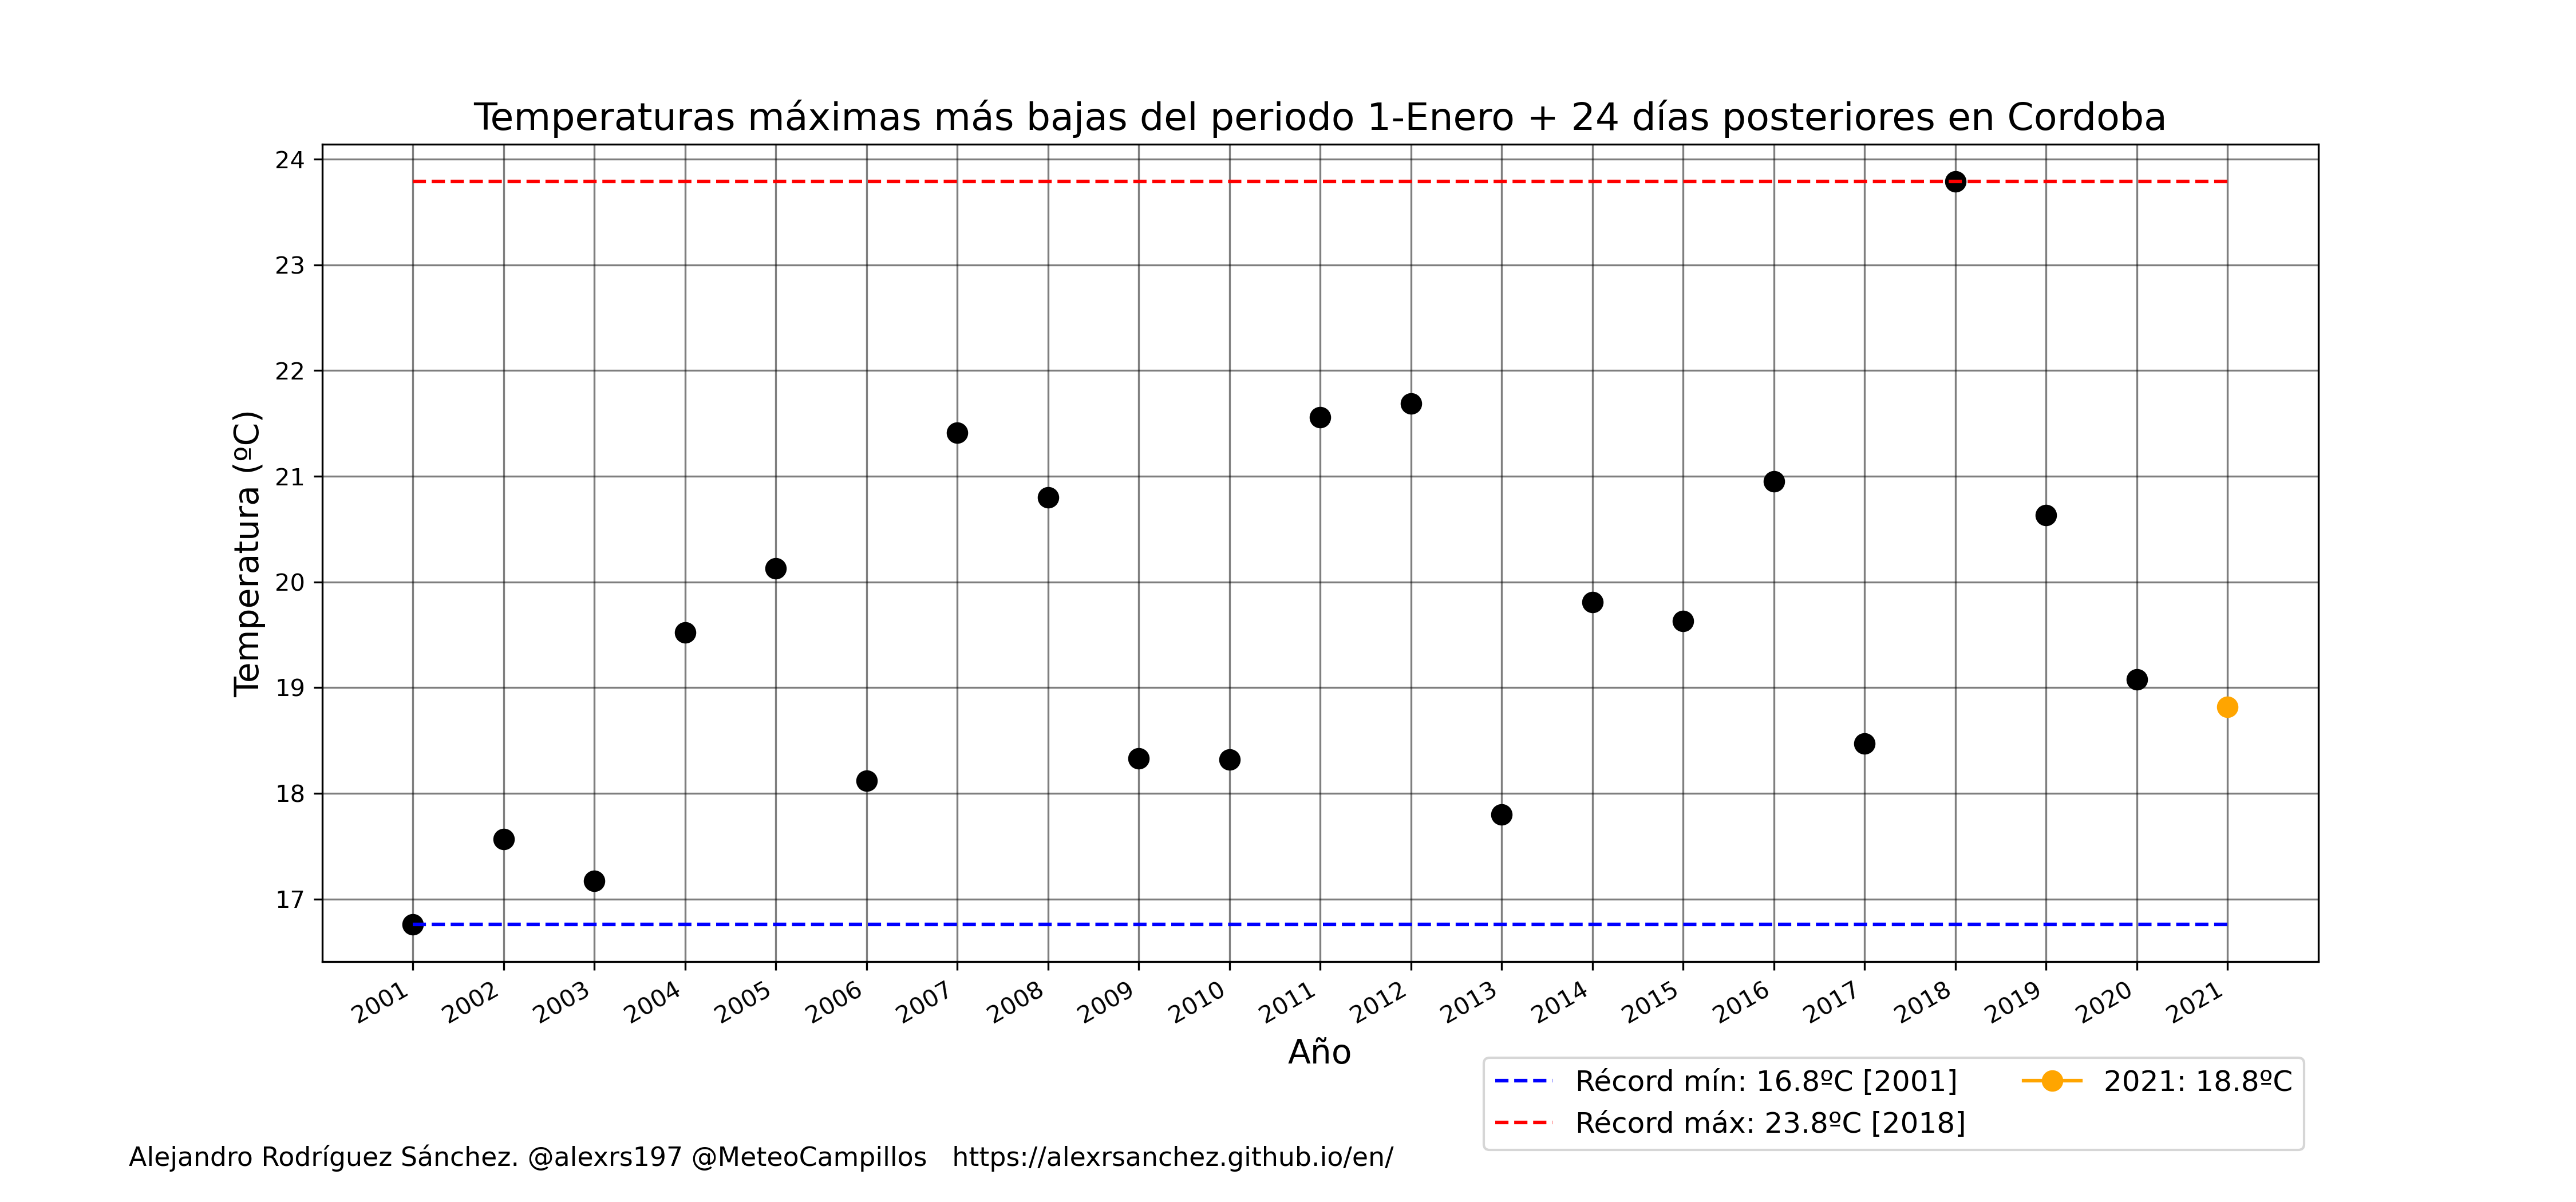 Temperaturas máximas más bajas del periodo 1-Enero + 24 días posteriores en Cordoba
Temperatura (ºC)
24
23
22
21
20
19
18
17
2001 2002 2003 2004 2005 2006 2007 2008 2009 2010 2011 2012 2013 2014 2015 2016 2017 2018 2019 2020 2021
Año
Récord mín: 16.8ºC [2001] 2021: 18.8ºC
Récord máx: 23.8ºC [2018]
Alejandro Rodríguez Sánchez. @alexrs197 @MeteoCampillos https://alexrsanchez.github.io/en/